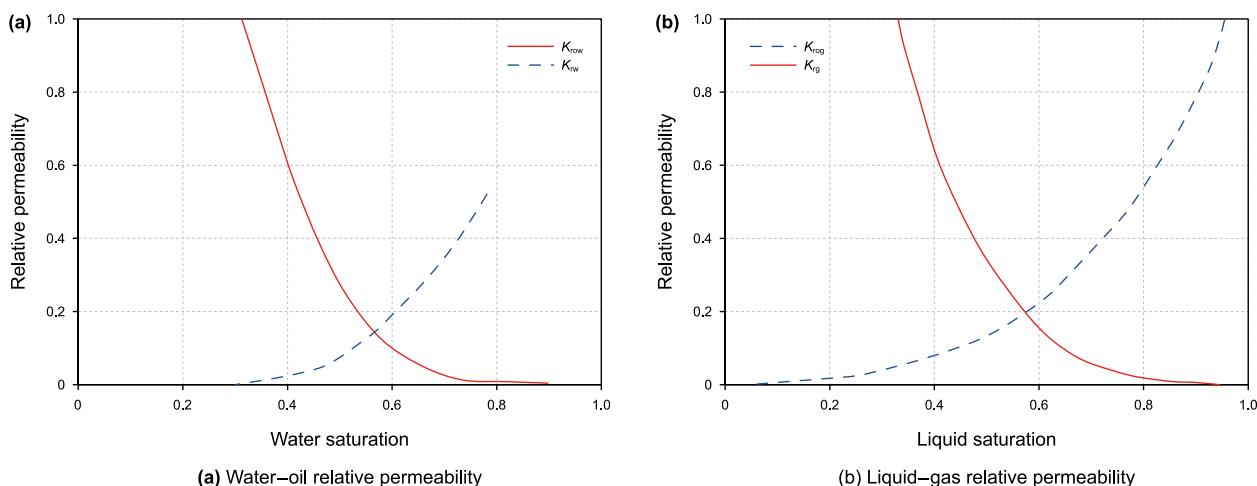 (a)
1.0
0.8
0.6
0.4
0.2
0
Relative permeability
Krow
Krw
0
0.2
0.4
0.6
0.8
1.0
Water saturation
(a) Water–oil relative permeability
(b)
1.0
0.8
0.6
0.4
0.2
0
Relative permeability
Krog
Krg
0
0.2
0.4
0.6
0.8
1.0
Liquid saturation
(b) Liquid–gas relative permeability